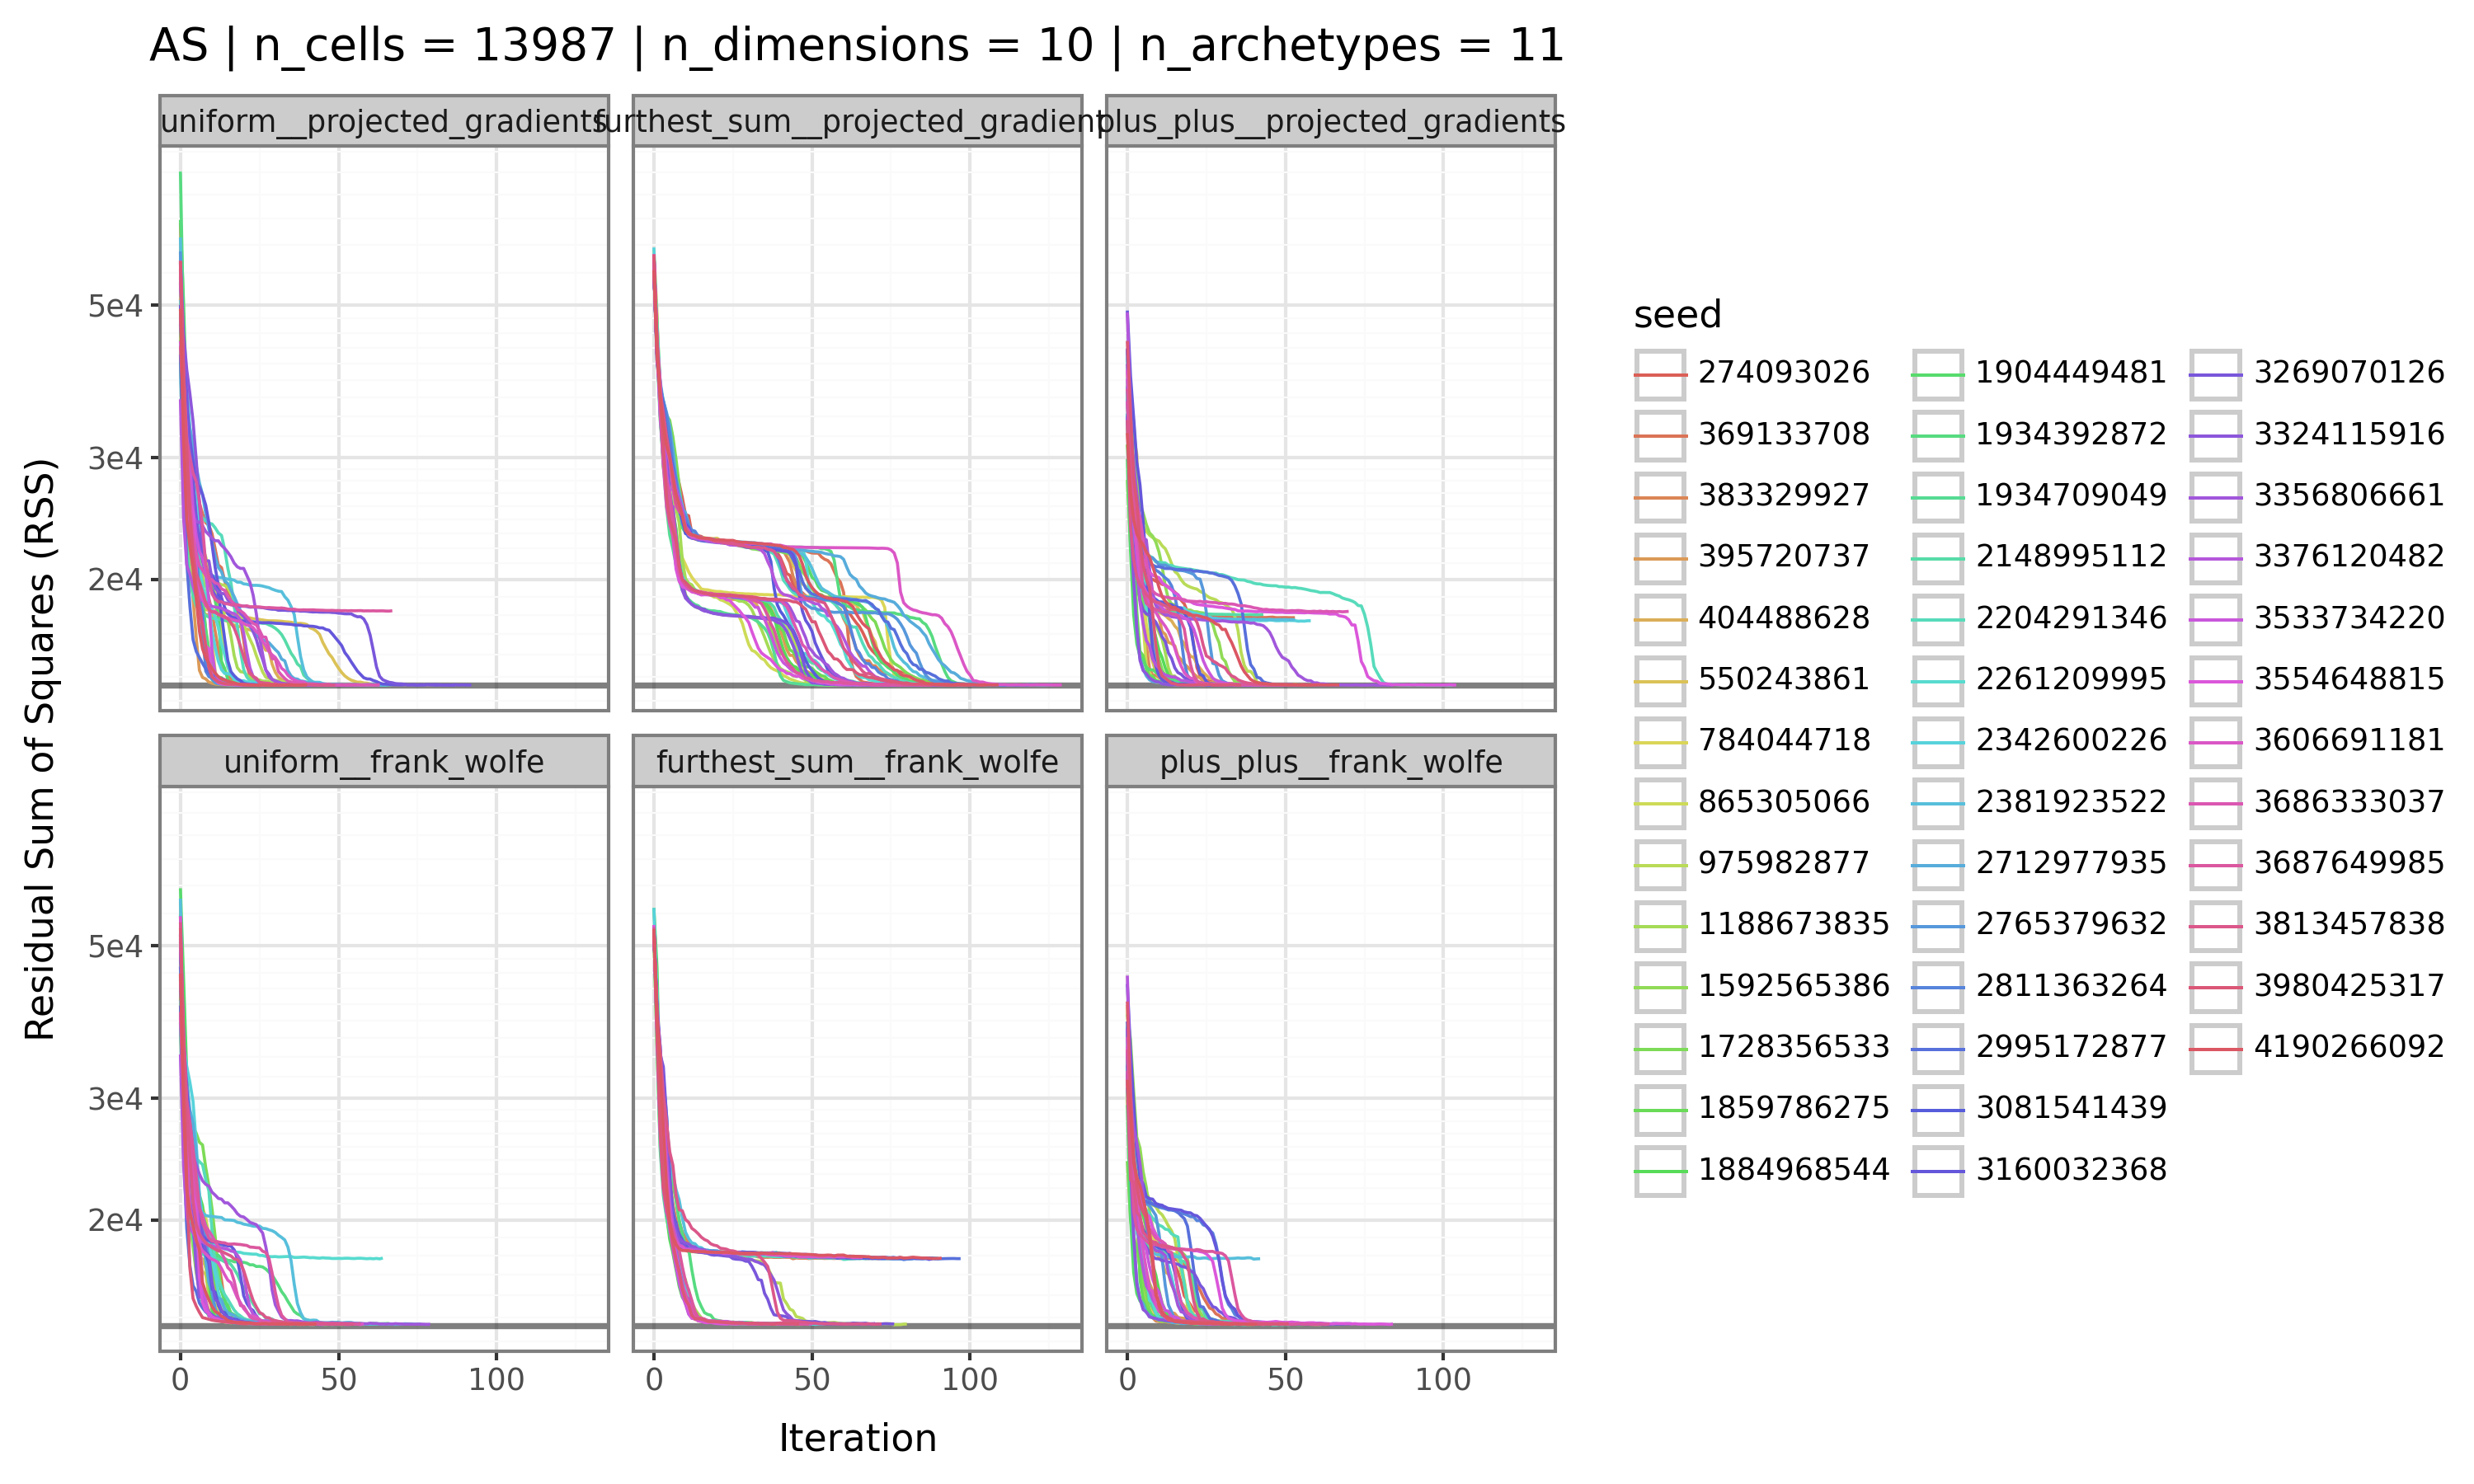 AS | n_cells = 13987 | n_dimensions = 10 | n_archetypes = 11
uniform__projected_gradients
furthest_sum__projected_gradient
plus_plus__projected_gradients
5e4
3e4
2e4
uniform__frank_wolfe
furthest_sum__frank_wolfe
plus_plus__frank_wolfe
5e4
3e4
2e4
0 50 100
0 50 100
0 50 100
Iteration
Residual Sum of Squares (RSS)
seed
274093026
369133708
383329927
395720737
404488628
550243861
784044718
865305066
975982877
1188673835
1592565386
1728356533
1859786275
1884968544
1904449481
1934392872
1934709049
2148995112
2204291346
2261209995
2342600226
2381923522
2712977935
2765379632
2811363264
2995172877
3081541439
3160032368
3269070126
3324115916
3356806661
3376120482
3533734220
3554648815
3606691181
3686333037
3687649985
3813457838
3980425317
4190266092